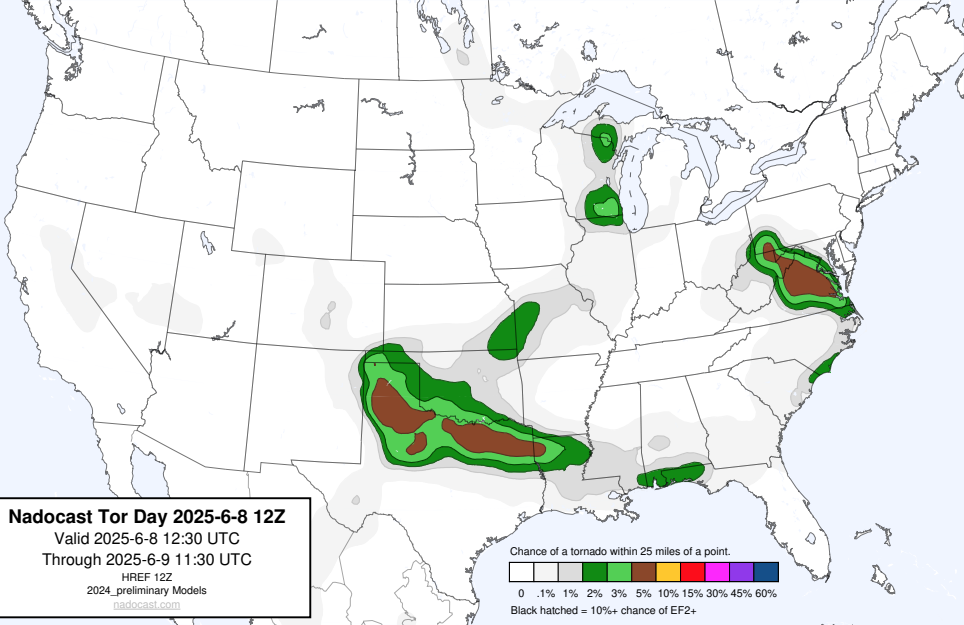 Nadocast Tor Day 2025-6-8 12Z
Valid 2025-6-8 12:30 UTC
Through 2025-6-9 11:30 UTC
HREF 12Z
2024_preliminary Models
nadocast.com
Chance of a tornado within 25 miles of a point.
0 .1% 1% 2% 3% 5% 10% 15% 30% 45% 60%
Black hatched = 10%+ chance of EF2+